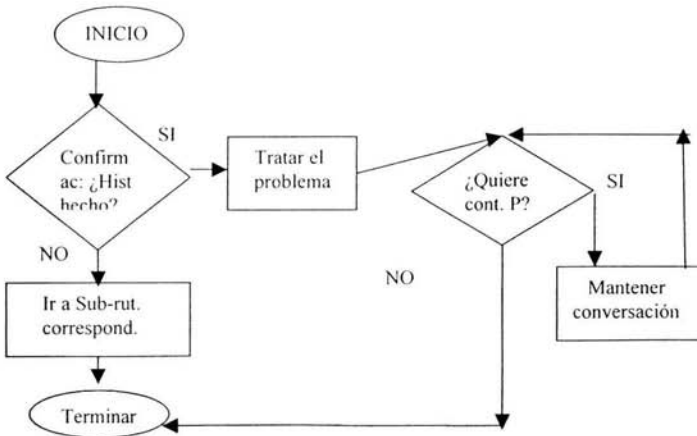 INICIO
SI
Confirm
ac: ¿Hist
hecho?
Tratar el
problema
¿Quiere
cont. P?
SI
NO
NO
Ir a Sub-rut.
correspond.
Mantener
conversación
Terminar